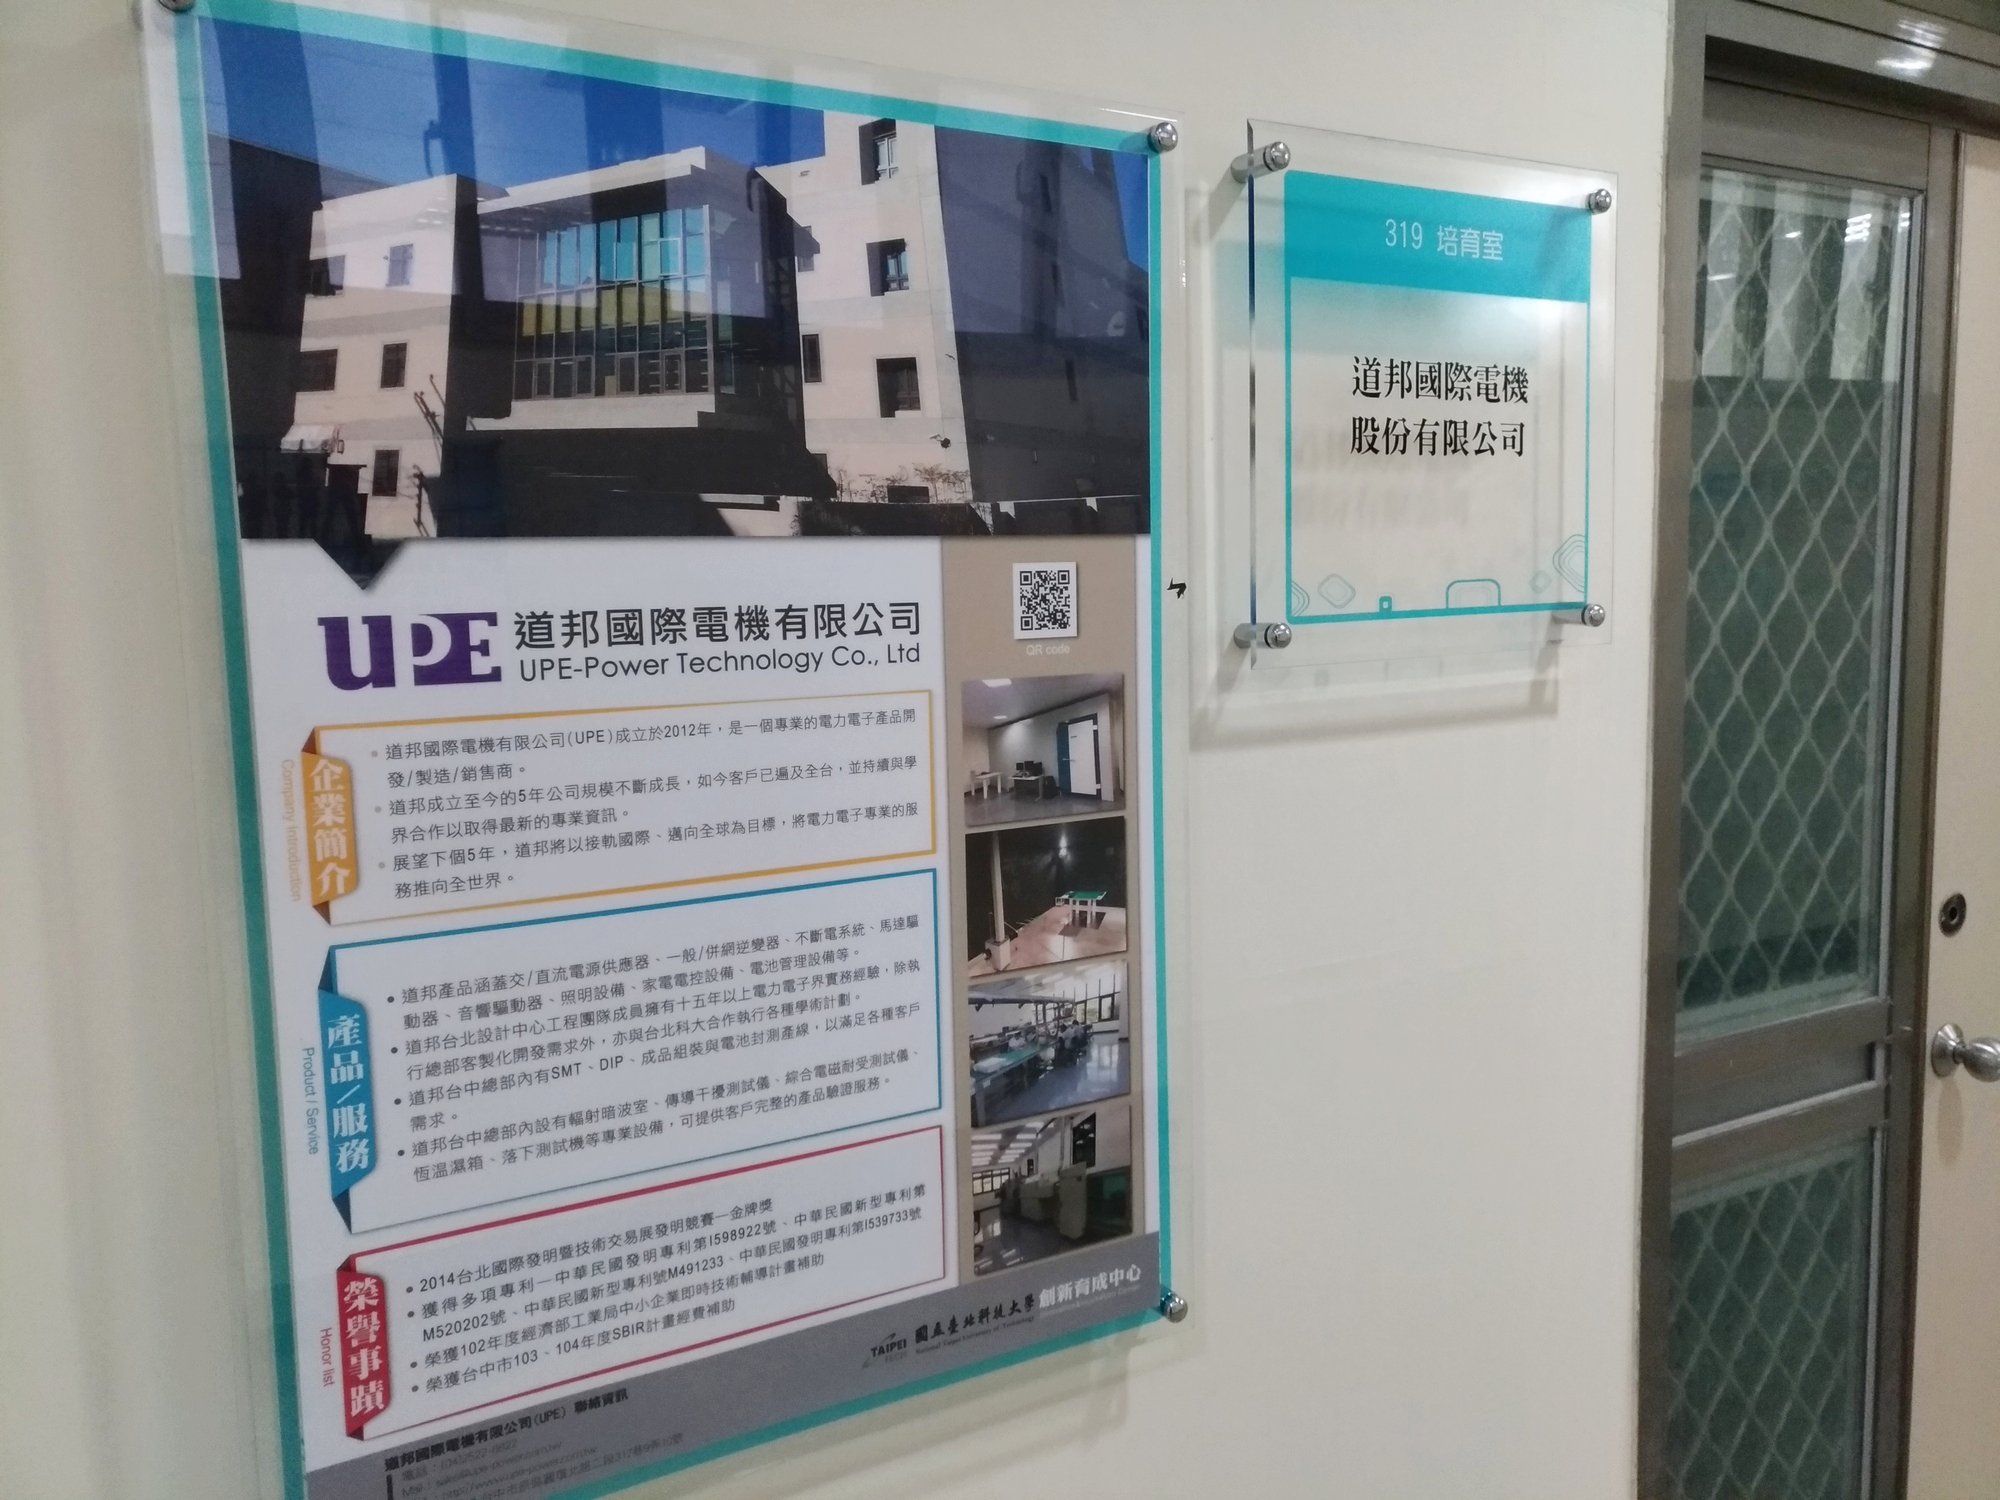 UPE 道邦國際電機有限公司
UPE-Power Technology Co., Ltd
QR code
企業簡介
Company Introduction
• 道邦國際電機有限公司(UPE)成立於2012年，是一個專業的電力電子產品開
發/製造/銷售商。
• 道邦成立至今的5年公司規模不斷成長，如今客戶已遍及全台，並持續與學
界合作以取得最新的專業資訊。
• 展望下個5年，道邦將以接軌國際、邁向全球為目標，將電力電子專業的服
務推向全世界。
產品/服務
Product / Service
• 道邦產品涵蓋交/直流電源供應器、一般/併網逆變器、不斷電系統、馬達驅
動器、音響驅動器、照明設備、家電電控設備、電池管理設備等。
• 道邦台北設計中心工程團隊成員擁有十五年以上電力電子界實務經驗，除執
行總部客製化開發需求外，亦與台北科大合作執行各種學術計劃。
• 道邦台中總部內有SMT、DIP、成品組裝與電池封測產線，以滿足各種客戶
需求。
• 道邦台中總部內設有輻射暗波室、傳導干擾測試儀、綜合電磁耐受測試儀、
恆溫濕箱、落下測試機等專業設備，可提供客戶完整的產品驗證服務。
榮譽事蹟
Honor list
• 2014台北國際發明暨技術交易展發明競賽—金牌獎
• 獲得多項專利—中華民國發明專利第I598922號、中華民國新型專利第
M520202號、中華民國新型專利號M491233、中華民國發明專利第I539733號
• 榮獲102年度經濟部工業局中小企業即時技術輔導計畫補助
• 榮獲台中市103、104年度SBIR計畫經費補助
TAIPEI
TECH
國立臺北科技大學 創新育成中心
National Taipei University of Technology
道邦國際電機有限公司(UPE) 聯絡資訊
電話：(04)2522-8822
Mail：sales@upe-power.com.tw
http://www.upe-power.com.tw
319 培育室
道邦國際電機
股份有限公司